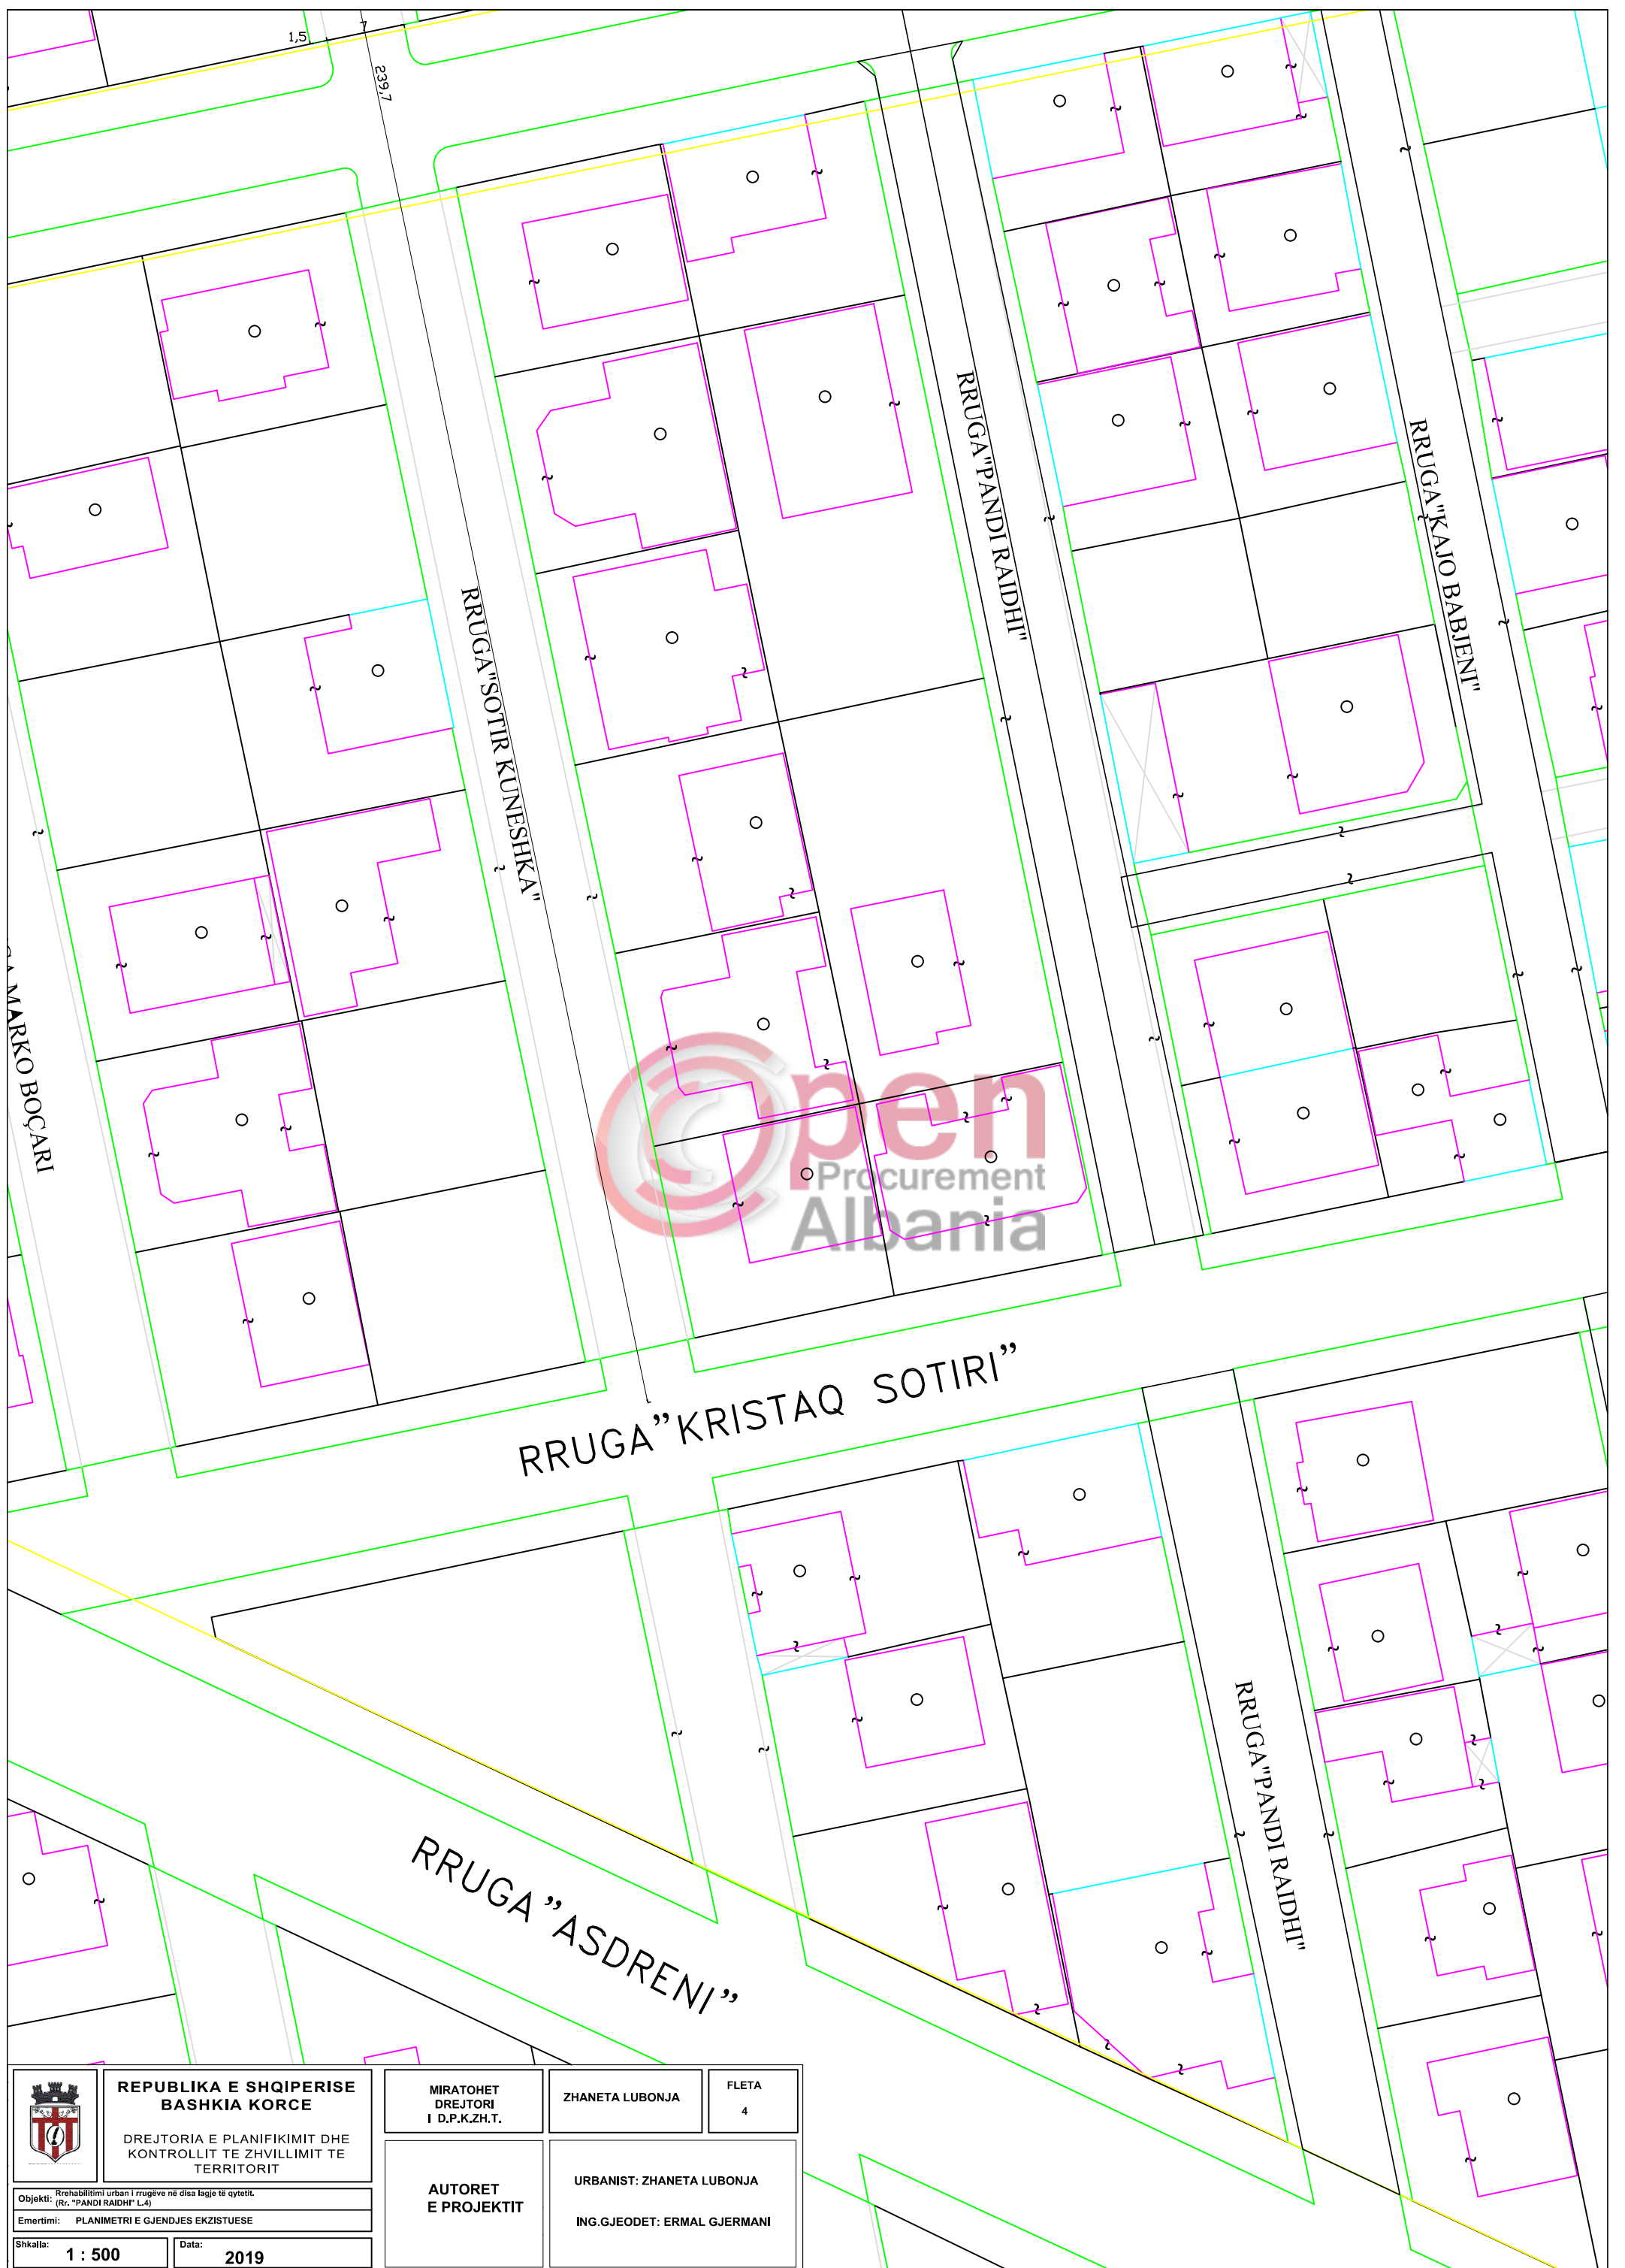 1,5
7
239,7
RRUGA"PANDI RAIDHI"
RRUGA"KAJO BABJENI"
RRUGA"SOTIR KUNESHKA"
MARKO BOÇARI
Open
Procurement
Albania
RRUGA”KRISTAQ SOTIRI”
RRUGA"PANDI RAIDHI"
RRUGA”ASDRENI”
REPUBLIKA E SHQIPERISE
BASHKIA KORCE
DREJTORIA E PLANIFIKIMIT DHE
KONTROLLIT TE ZHVILLIMIT TE
TERRITORIT
Objekti: Rrehabilitimi urban i rrugëve në disa lagje të qytetit.
(Rr. "PANDI RAIDHI" L.4)
Emertimi: PLANIMETRI E GJENDJES EKZISTUESE
Shkalla: 1 : 500
Data: 2019
MIRATOHET
DREJTORI
I D.P.K.ZH.T.
ZHANETA LUBONJA
FLETA
4
AUTORET
E PROJEKTIT
URBANIST: ZHANETA LUBONJA
ING.GJEODET: ERMAL GJERMANI